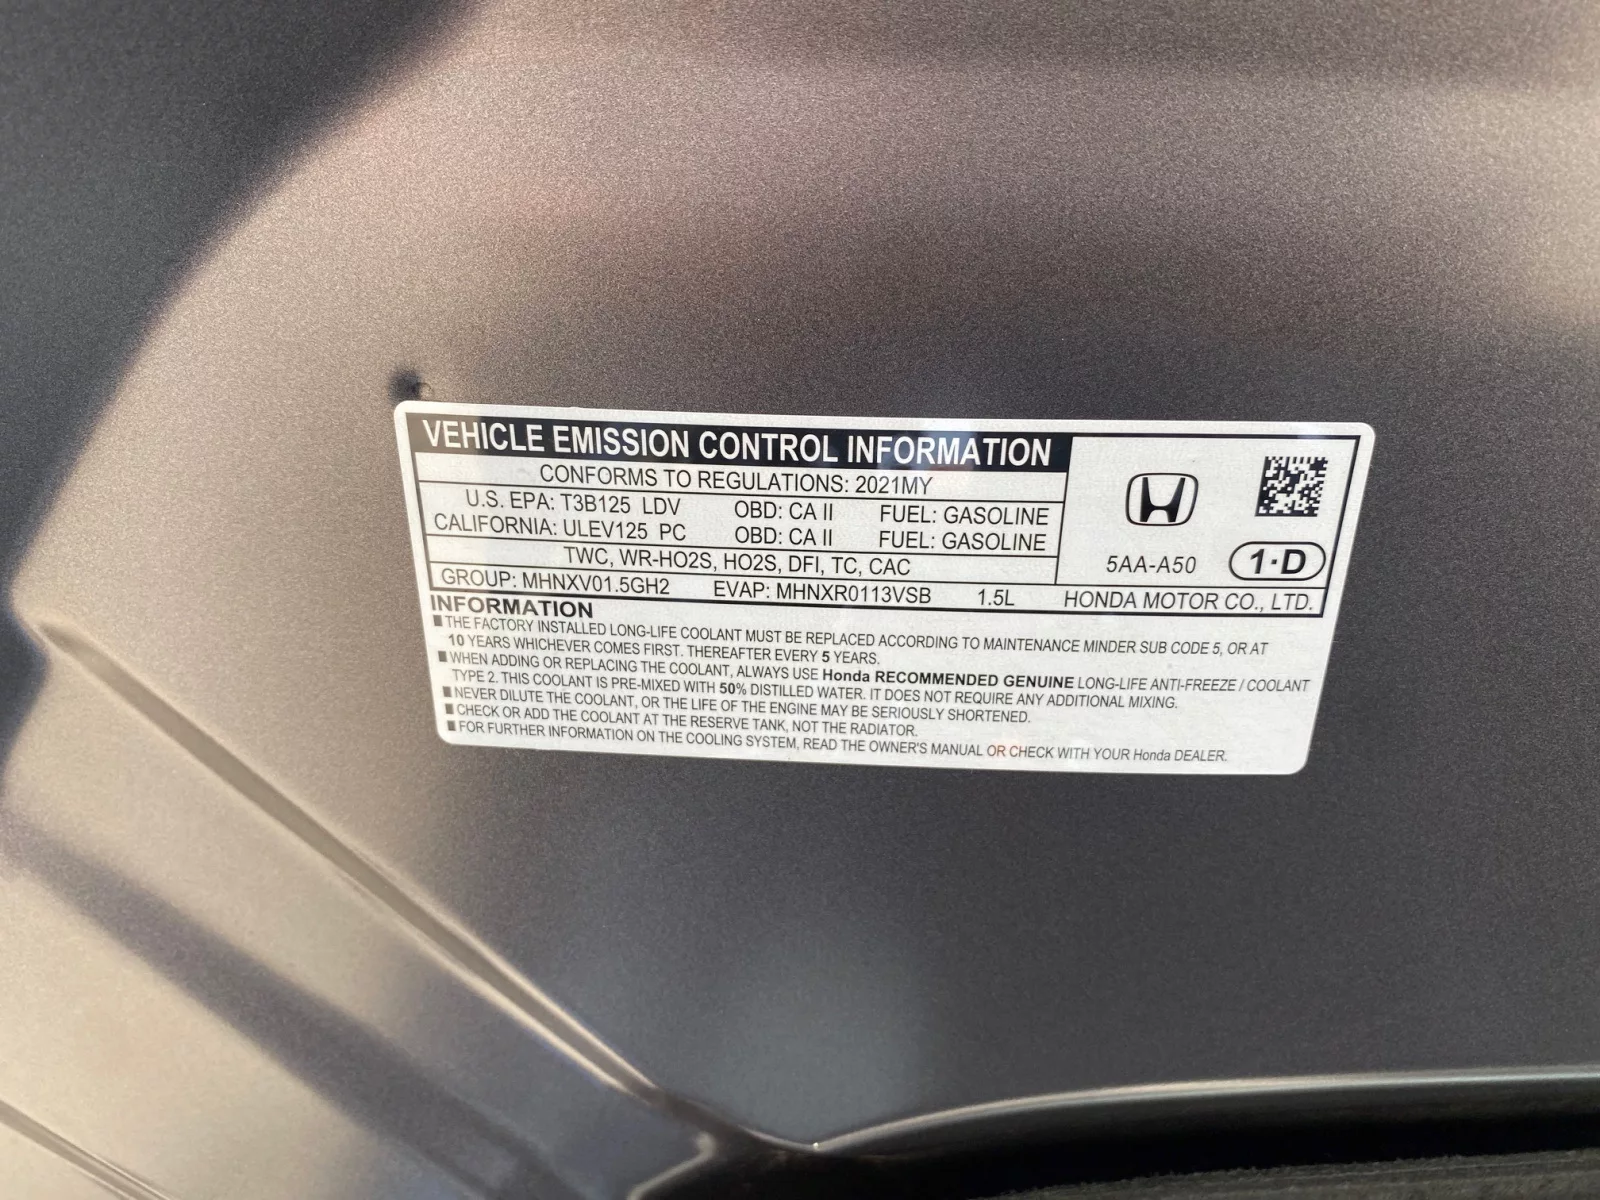 VEHICLE EMISSION CONTROL INFORMATION
CONFORMS TO REGULATIONS: 2021MY
U.S. EPA: T3B125 LDV OBD: CA II FUEL: GASOLINE
CALIFORNIA: ULEV125 PC OBD: CA II FUEL: GASOLINE
TWC, WR-HO2S, HO2S, DFI, TC, CAC
5AA-A50 1·D
GROUP: MHNXV01.5GH2 EVAP: MHNXR0113VSB 1.5L HONDA MOTOR CO., LTD.
INFORMATION
■ THE FACTORY INSTALLED LONG-LIFE COOLANT MUST BE REPLACED ACCORDING TO MAINTENANCE MINDER SUB CODE 5, OR AT
10 YEARS WHICHEVER COMES FIRST. THEREAFTER EVERY 5 YEARS.
■ WHEN ADDING OR REPLACING THE COOLANT, ALWAYS USE Honda RECOMMENDED GENUINE LONG-LIFE ANTI-FREEZE / COOLANT
TYPE 2. THIS COOLANT IS PRE-MIXED WITH 50% DISTILLED WATER. IT DOES NOT REQUIRE ANY ADDITIONAL MIXING.
■ NEVER DILUTE THE COOLANT, OR THE LIFE OF THE ENGINE MAY BE SERIOUSLY SHORTENED.
■ CHECK OR ADD THE COOLANT AT THE RESERVE TANK, NOT THE RADIATOR.
■ FOR FURTHER INFORMATION ON THE COOLING SYSTEM, READ THE OWNER'S MANUAL OR CHECK WITH YOUR Honda DEALER.